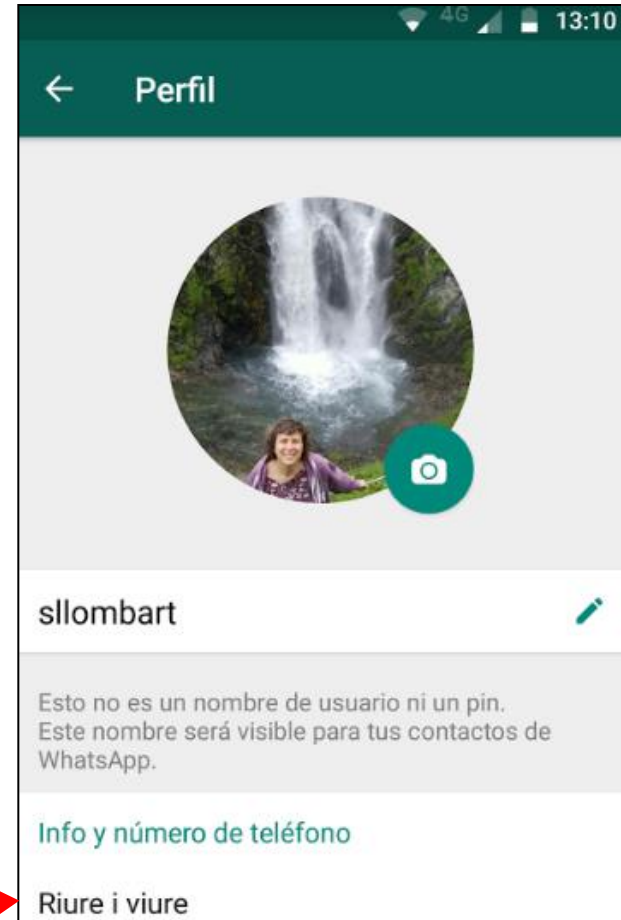 4G 13:10
Perfil
sllombart
Esto no es un nombre de usuario ni un pin.
Este nombre será visible para tus contactos de
WhatsApp.
Info y número de teléfono
Riure i viure